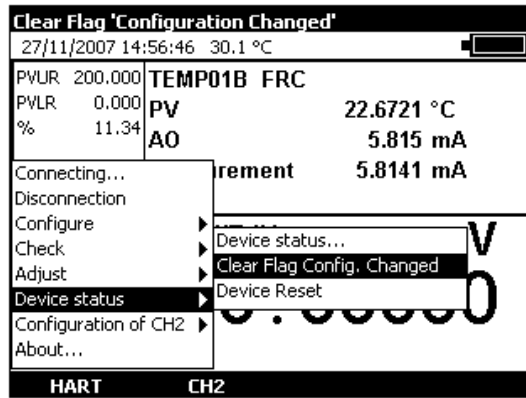 Clear Flag 'Configuration Changed'
27/11/2007 14:56:46 30.1 °C
PVUR 200.000
PVLR 0.000
% 11.34
TEMP01B FRC
PV 22.6721 °C
AO 5.815 mA
5.8141 mA
Connecting...
Disconnection
Configure
Check
Adjust
Device status
Configuration of CH2
About...
Device status...
Clear Flag Config. Changed
Device Reset
V
HART CH2